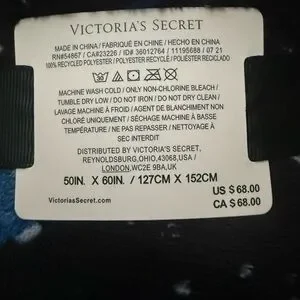 VICTORIA'S SECRET
MADE IN CHINA / FABRIQUÉ EN CHINE / HECHO EN CHINA
RN#54867 / CA#23226 / ID# 36012764 / 11195688 / 07 21
100% RECYCLED POLYESTER / POLYESTER RECYCLÉ / POLIÉSTER RECICLADO
MACHINE WASH COLD / ONLY NON-CHLORINE BLEACH /
TUMBLE DRY LOW / DO NOT IRON / DO NOT DRY CLEAN /
LAVAGE MACHINE À FROID / AGENT DE BLANCHIMENT NON
CHLORÉ UNIQUEMENT / SÉCHAGE MACHINE À BASSE
TEMPÉRATURE / NE PAS REPASSER / NETTOYAGE À
SEC INTERDIT
DISTRIBUTED BY VICTORIA'S SECRET,
REYNOLDSBURG,OHIO,43068,USA /
LONDON,WC2E 9BA,UK
50IN. X 60IN. / 127CM X 152CM
US $ 68.00
VictoriasSecret.com
CA $ 68.00